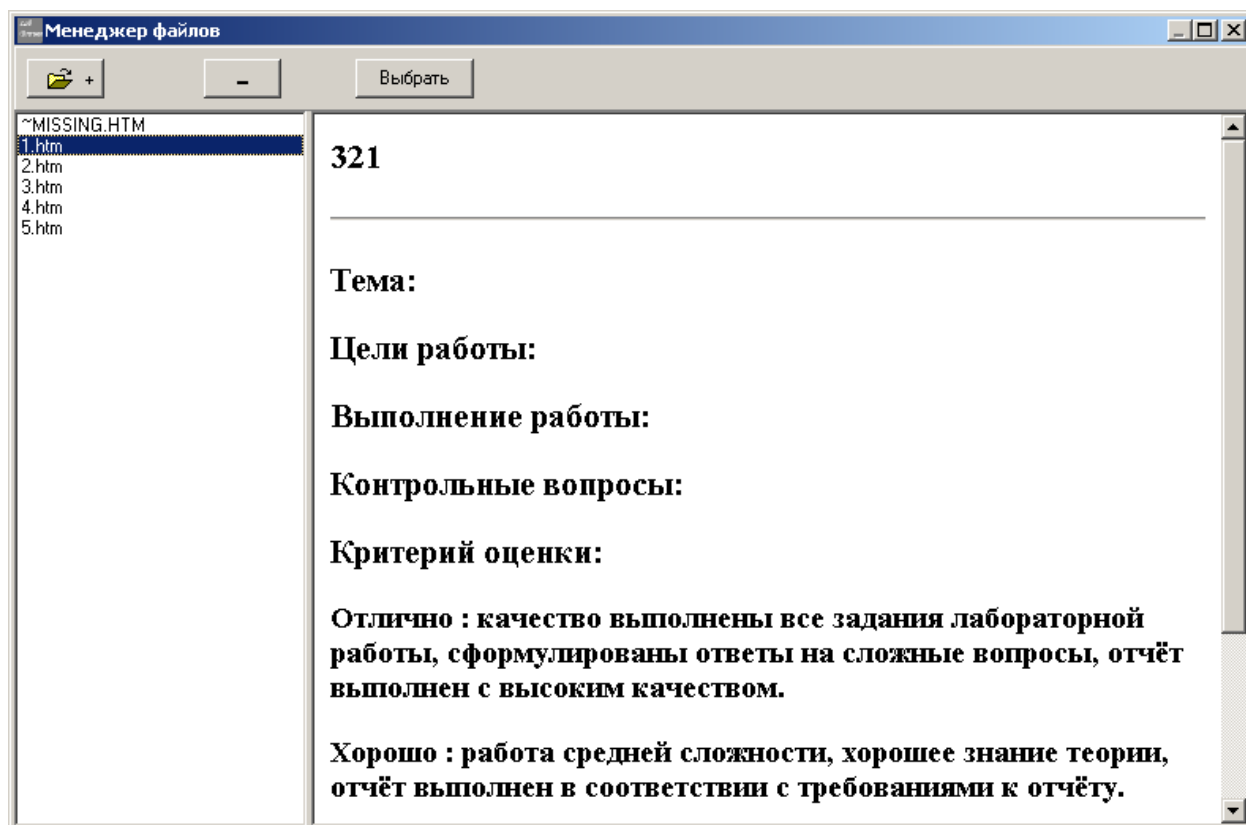 Менеджер файлов
+
-
Выбрать
~MISSING.HTM
1.htm
2.htm
3.htm
4.htm
5.htm
321
Тема:
Цели работы:
Выполнение работы:
Контрольные вопросы:
Критерий оценки:
Отлично : качество выполнены все задания лабораторной
работы, сформулированы ответы на сложные вопросы, отчёт
выполнен с высоким качеством.
Хорошо : работа средней сложности, хорошее знание теории,
отчёт выполнен в соответствии с требованиями к отчёту.